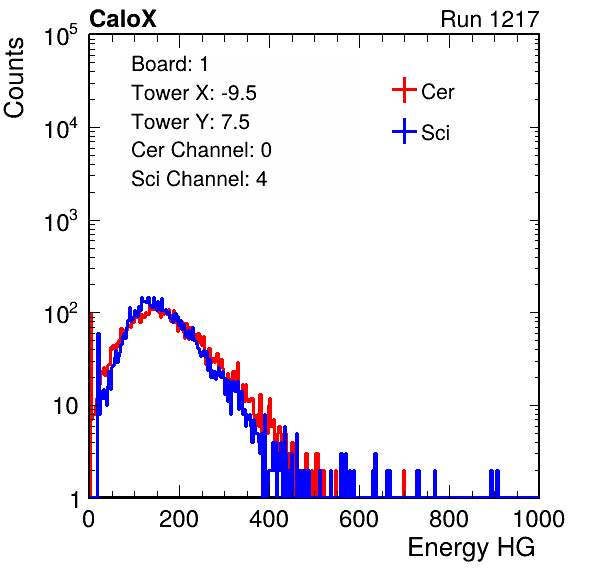 CaloX Run 1217
Counts
10^5
10^4
10^3
10^2
10
1
Board: 1
Tower X: -9.5
Tower Y: 7.5
Cer Channel: 0
Sci Channel: 4
Cer
Sci
0 200 400 600 800 1000
Energy HG